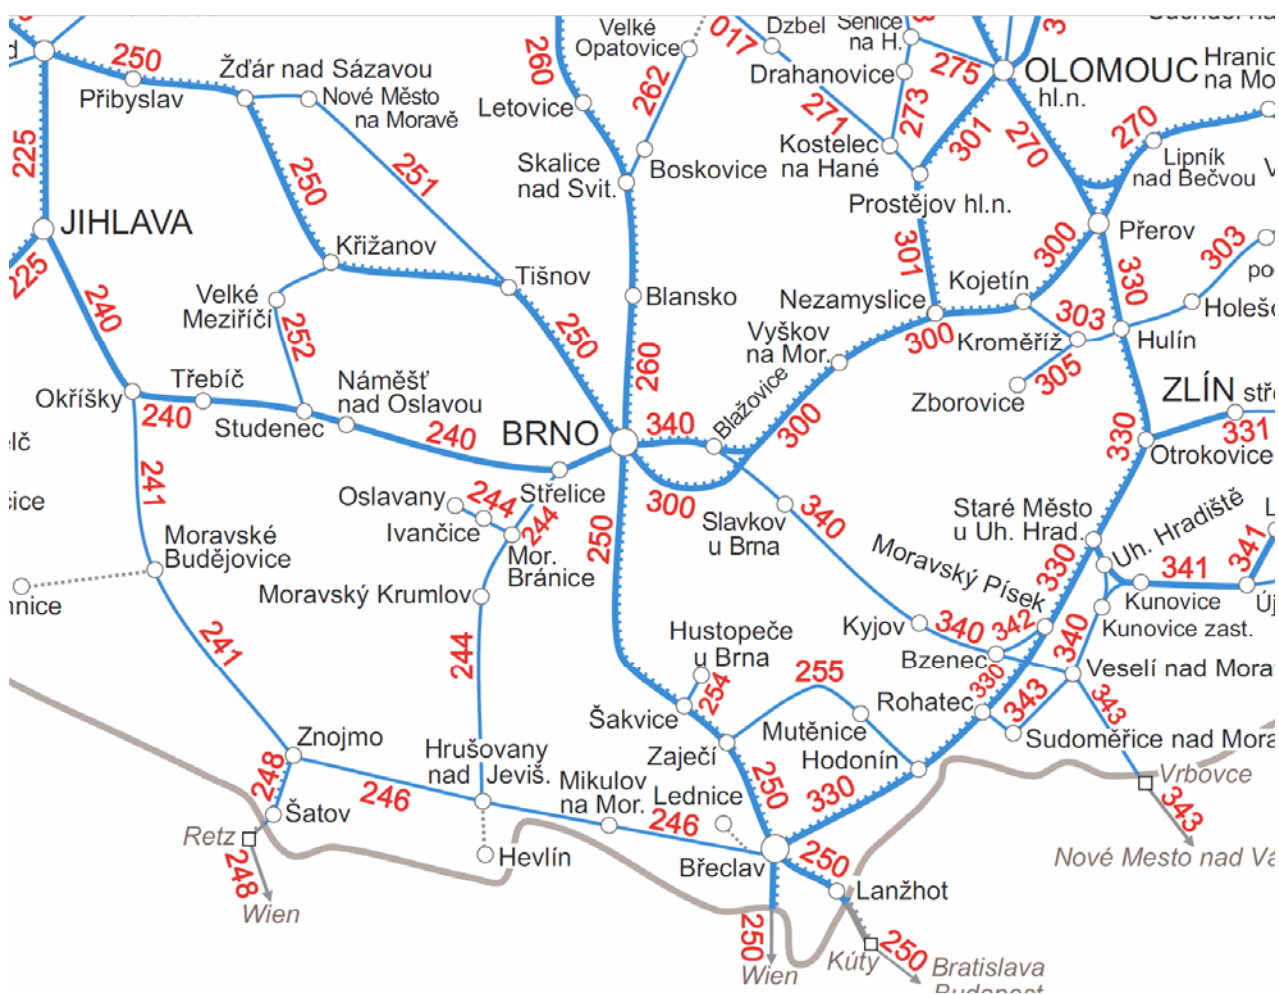 Velké
Opatovice
Dzbel
Senice
na H.
017
260
262
275
OLOMOUC
hl.n.
Hranic
na Mo
250
Přibyslav
Žďár nad Sázavou
Nové Město
na Moravě
Letovice
Drahanovice
271
273
301
270
270
225
251
250
Skalice
nad Svit.
Boskovice
Kostelec
na Hané
Lipník
nad Bečvou
V
JIHLAVA
225
Prostějov hl.n.
Přerov
Křižanov
Tišnov
301
300
303
po
Velké
Meziříčí
240
252
250
Blansko
260
Nezamyslice
Kojetín
330
Holešo
Vyškov
na Mor.
300
303
Kroměříž
Hulín
305
Zborovice
Okříšky
Třebíč
240
Studenec
Náměšť
nad Oslavou
240
BRNO
340
Blažovice
300
ZLÍN
stře
331
330
Otrokovice
elč
šice
241
Oslavany
244
Ivančice
244
Střelice
Mor.
Bránice
250
300
Slavkov
u Brna
340
Staré Město
u Uh. Hrad.
Uh. Hradiště
341
341
Moravské
Budějovice
nnice
Moravský Krumlov
Moravský Písek
330
Kunovice
Új
Kunovice zast.
241
244
Hustopeče
u Brna
254
255
Kyjov
340
342
Bzenec
340
Veselí nad Mora
330
343
343
Rohatec
Šakvice
Zaječí
Mutěnice
Hodonín
Sudoměřice nad Mora
Znojmo
248
246
Hrušovany
nad Jeviš.
Mikulov
na Mor.
Lednice
250
330
Vrbovce
343
Šatov
Retz
248
Wien
Hevlín
246
Břeclav
250
Lanžhot
Nové Mesto nad Vá
250
Wien
Kúty
250
Bratislava
Budapest